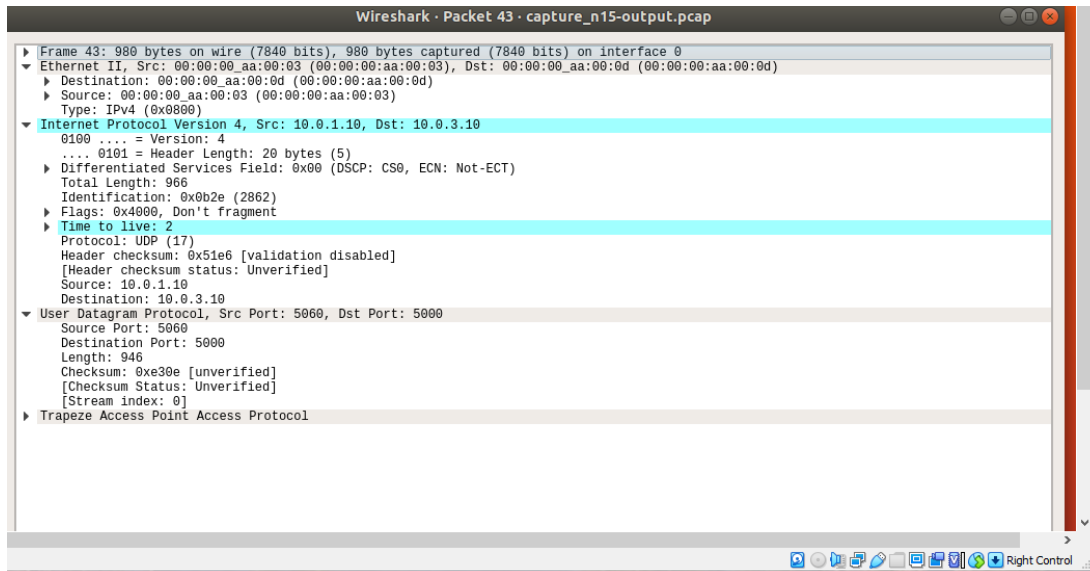 Wireshark · Packet 43 · capture_n15-output.pcap
Frame 43: 980 bytes on wire (7840 bits), 980 bytes captured (7840 bits) on interface 0
Ethernet II, Src: 00:00:00_aa:00:03 (00:00:00:aa:00:03), Dst: 00:00:00_aa:00:0d (00:00:00:aa:00:0d)
Destination: 00:00:00_aa:00:0d (00:00:00:aa:00:0d)
Source: 00:00:00_aa:00:03 (00:00:00:aa:00:03)
Type: IPv4 (0x0800)
Internet Protocol Version 4, Src: 10.0.1.10, Dst: 10.0.3.10
0100 .... = Version: 4
.... 0101 = Header Length: 20 bytes (5)
Differentiated Services Field: 0x00 (DSCP: CS0, ECN: Not-ECT)
Total Length: 966
Identification: 0x0b2e (2862)
Flags: 0x4000, Don't fragment
Time to live: 2
Protocol: UDP (17)
Header checksum: 0x51e6 [validation disabled]
[Header checksum status: Unverified]
Source: 10.0.1.10
Destination: 10.0.3.10
User Datagram Protocol, Src Port: 5060, Dst Port: 5000
Source Port: 5060
Destination Port: 5000
Length: 946
Checksum: 0xe30e [unverified]
[Checksum Status: Unverified]
[Stream index: 0]
Trapeze Access Point Access Protocol
Right Control